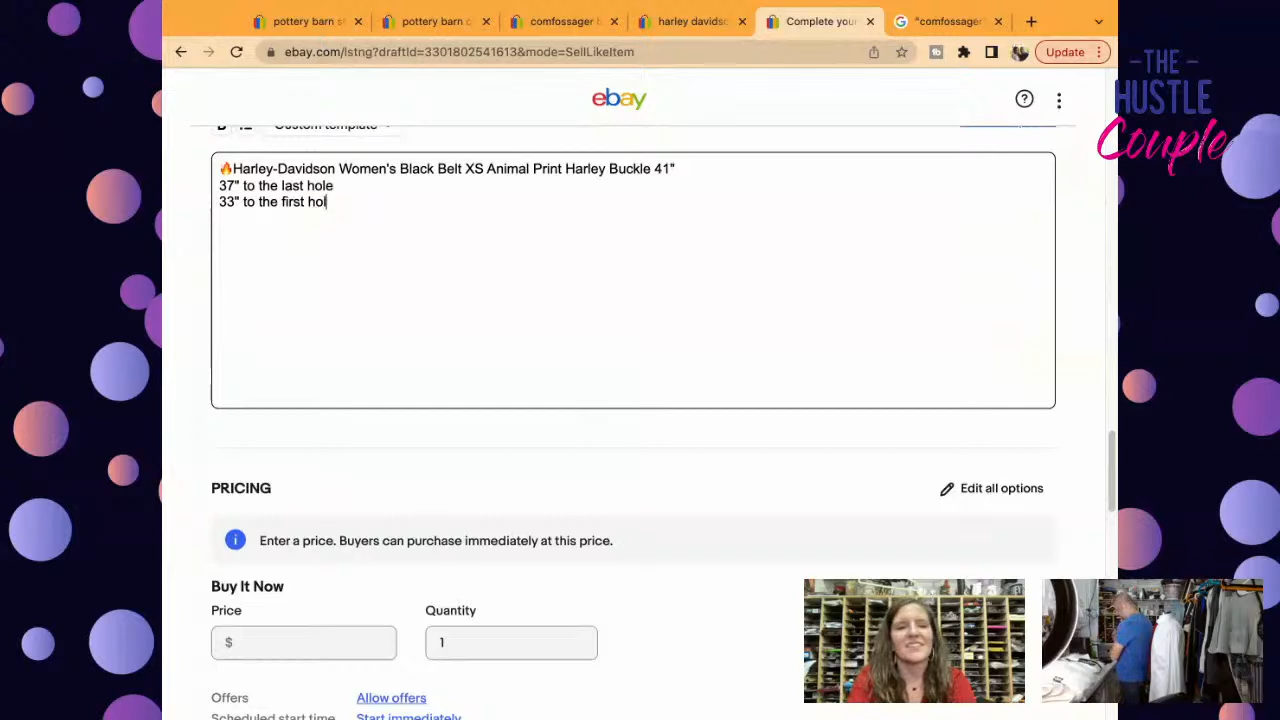 pottery barn s
pottery barn c
comfossager b
harley davidso
Complete your
"comfossager"
ebay.com/lstng?draftId=3301802541613&mode=SellLikeItem
Update
THE
HUSTLE
Couple
ebay
Custom template
🔥Harley-Davidson Women's Black Belt XS Animal Print Harley Buckle 41"
37" to the last hole
33" to the first hol
PRICING
Edit all options
Enter a price. Buyers can purchase immediately at this price.
Buy It Now
Price
Quantity
$
1
Offers
Allow offers
Scheduled start time
Start immediately